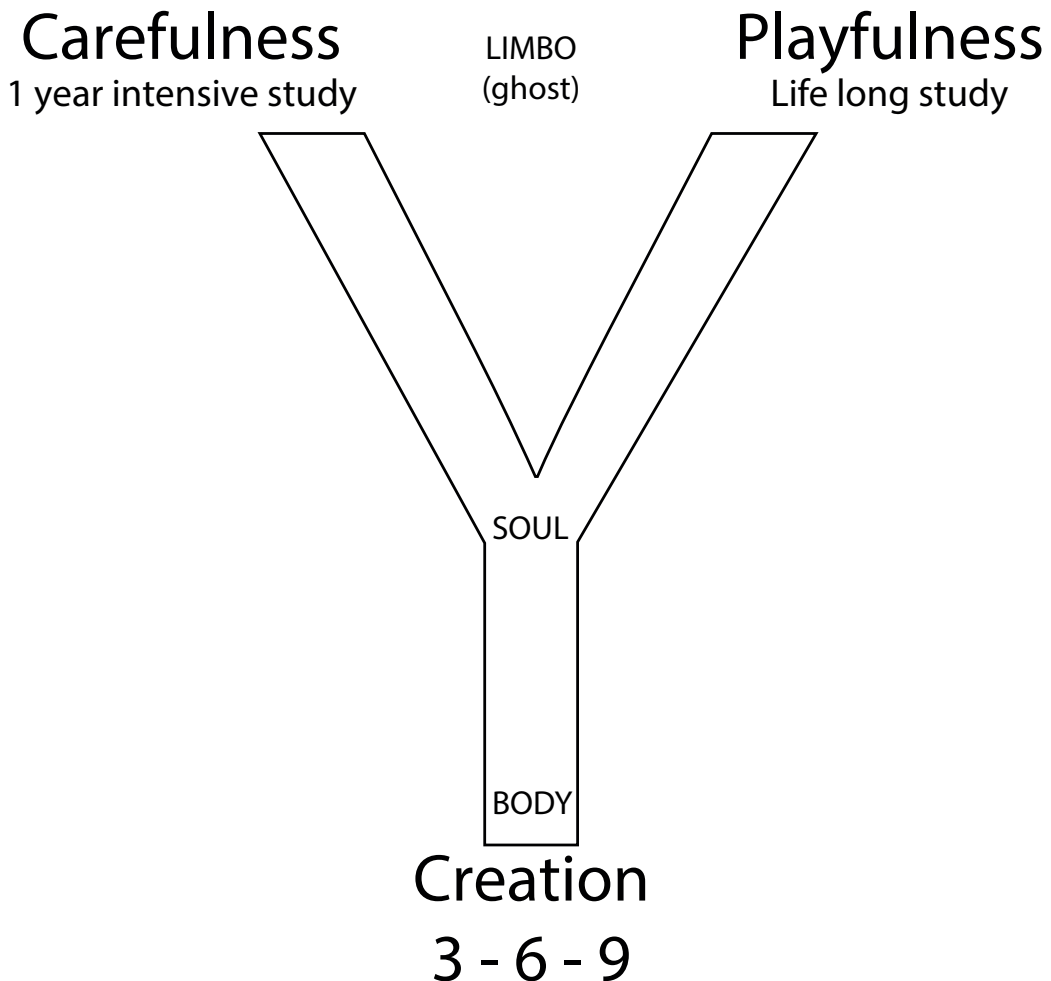 Carefulness
1 year intensive study
LIMBO
(ghost)
Playfulness
Life long study
SOUL
BODY
Creation
3 - 6 - 9